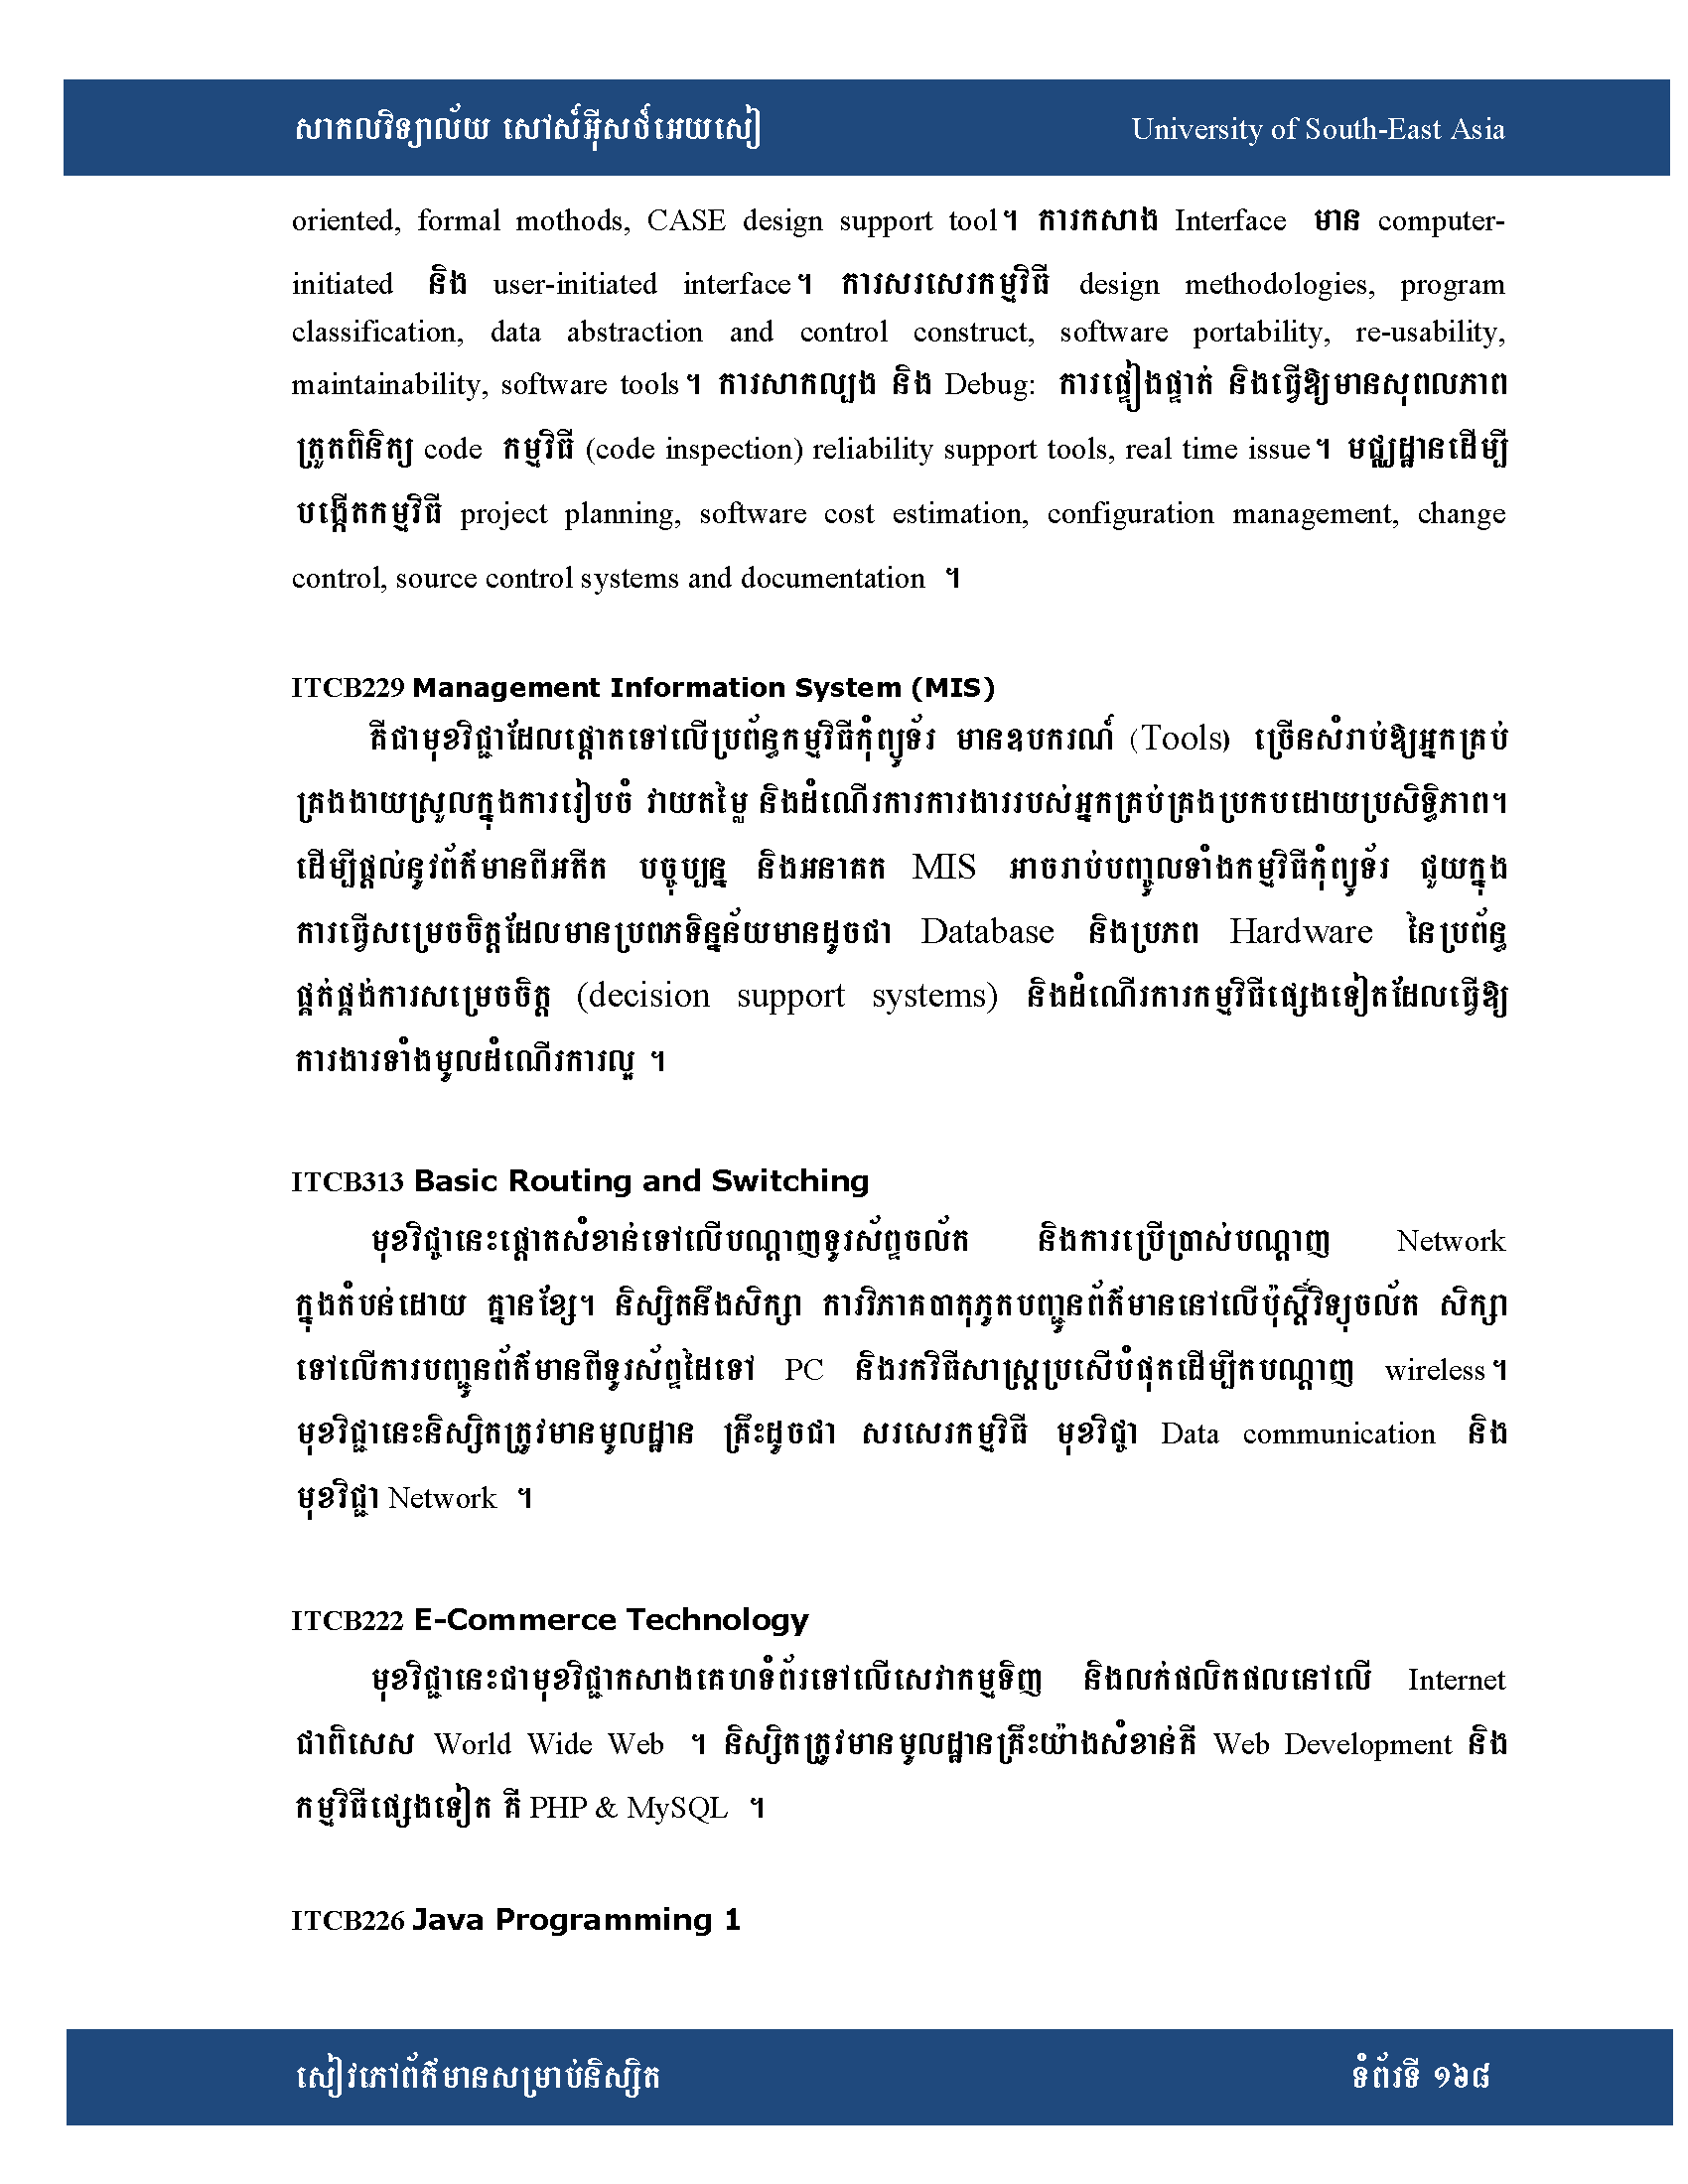 សាកលវិទ្យាល័យ សៅស៍អ៊ីសថ៍អេយសៀ University of South-East Asia
oriented, formal mothods, CASE design support tool។ ការកសាង Interface មាន computer-
initiated និង user-initiated interface។ ការសរសេរកម្មវិធី design methodologies, program
classification, data abstraction and control construct, software portability, re-usability,
maintainability, software tools។ ការសាកល្បង និង Debug: ការផ្ទៀងផ្ទាត់ និងធ្វើឱ្យមានសុពលភាព
ត្រួតពិនិត្យ code កម្មវិធី (code inspection) reliability support tools, real time issue។ មជ្ឈដ្ឋានដើម្បី
បង្កើតកម្មវិធី project planning, software cost estimation, configuration management, change
control, source control systems and documentation ។
ITCB229 Management Information System (MIS)
គឺជាមុខវិជ្ជាដែលផ្តោតទៅលើប្រព័ន្ធកម្មវិធីកុំព្យូទ័រ មានឧបករណ៍ (Tools) ច្រើនសំរាប់ឱ្យអ្នកគ្រប់
គ្រងងាយស្រួលក្នុងការរៀបចំ វាយតម្លៃ និងដំណើរការការងាររបស់អ្នកគ្រប់គ្រងប្រកបដោយប្រសិទ្ធិភាព។
ដើម្បីផ្តល់នូវព័ត៌មានពីអតីត បច្ចុប្បន្ន និងអនាគត MIS អាចរាប់បញ្ចូលទាំងកម្មវិធីកុំព្យូទ័រ ជួយក្នុង
ការធ្វើសម្រេចចិត្តដែលមានប្រពភទិន្នន័យមានដូចជា Database និងប្រភព Hardware នៃប្រព័ន្ធ
ផ្គត់ផ្គង់ការសម្រេចចិត្ត (decision support systems) និងដំណើរការកម្មវិធីផ្សេងទៀតដែលធ្វើឱ្យ
ការងារទាំងមូលដំណើរការល្អ ។
ITCB313 Basic Routing and Switching
មុខវិជ្ជានេះផ្តោតសំខាន់ទៅលើបណ្តាញទូរស័ព្ទចល័ត និងការប្រើប្រាស់បណ្តាញ Network
ក្នុងតំបន់ដោយ គ្មានខ្សែ។ និស្សិតនឹងសិក្សា ការវិភាគធាតុភូតបញ្ជូនព័ត៌មាននៅលើប៉ុស្តិ៍វិទ្យុចល័ត សិក្សា
ទៅលើការបញ្ជូនព័ត៌មានពីទូរស័ព្ទដៃទៅ PC និងរកវិធីសាស្ត្រប្រសើបំផុតដើម្បីតបណ្តាញ wireless។
មុខវិជ្ជានេះនិស្សិតត្រូវមានមូលដ្ឋាន គ្រឹះដូចជា សរសេរកម្មវិធី មុខវិជ្ជា Data communication និង
មុខវិជ្ជា Network ។
ITCB222 E-Commerce Technology
មុខវិជ្ជានេះជាមុខវិជ្ជាកសាងគេហទំព័រទៅលើសេវាកម្មទិញ និងលក់ផលិតផលនៅលើ Internet
ជាពិសេស World Wide Web ។ និស្សិតត្រូវមានមូលដ្ឋានគ្រឹះយ៉ាងសំខាន់គឺ Web Development និង
កម្មវិធីផ្សេងទៀត គឺ PHP & MySQL ។
ITCB226 Java Programming 1
សៀវភៅព័ត៌មានសម្រាប់និស្សិត ទំព័រទី ១៦៨